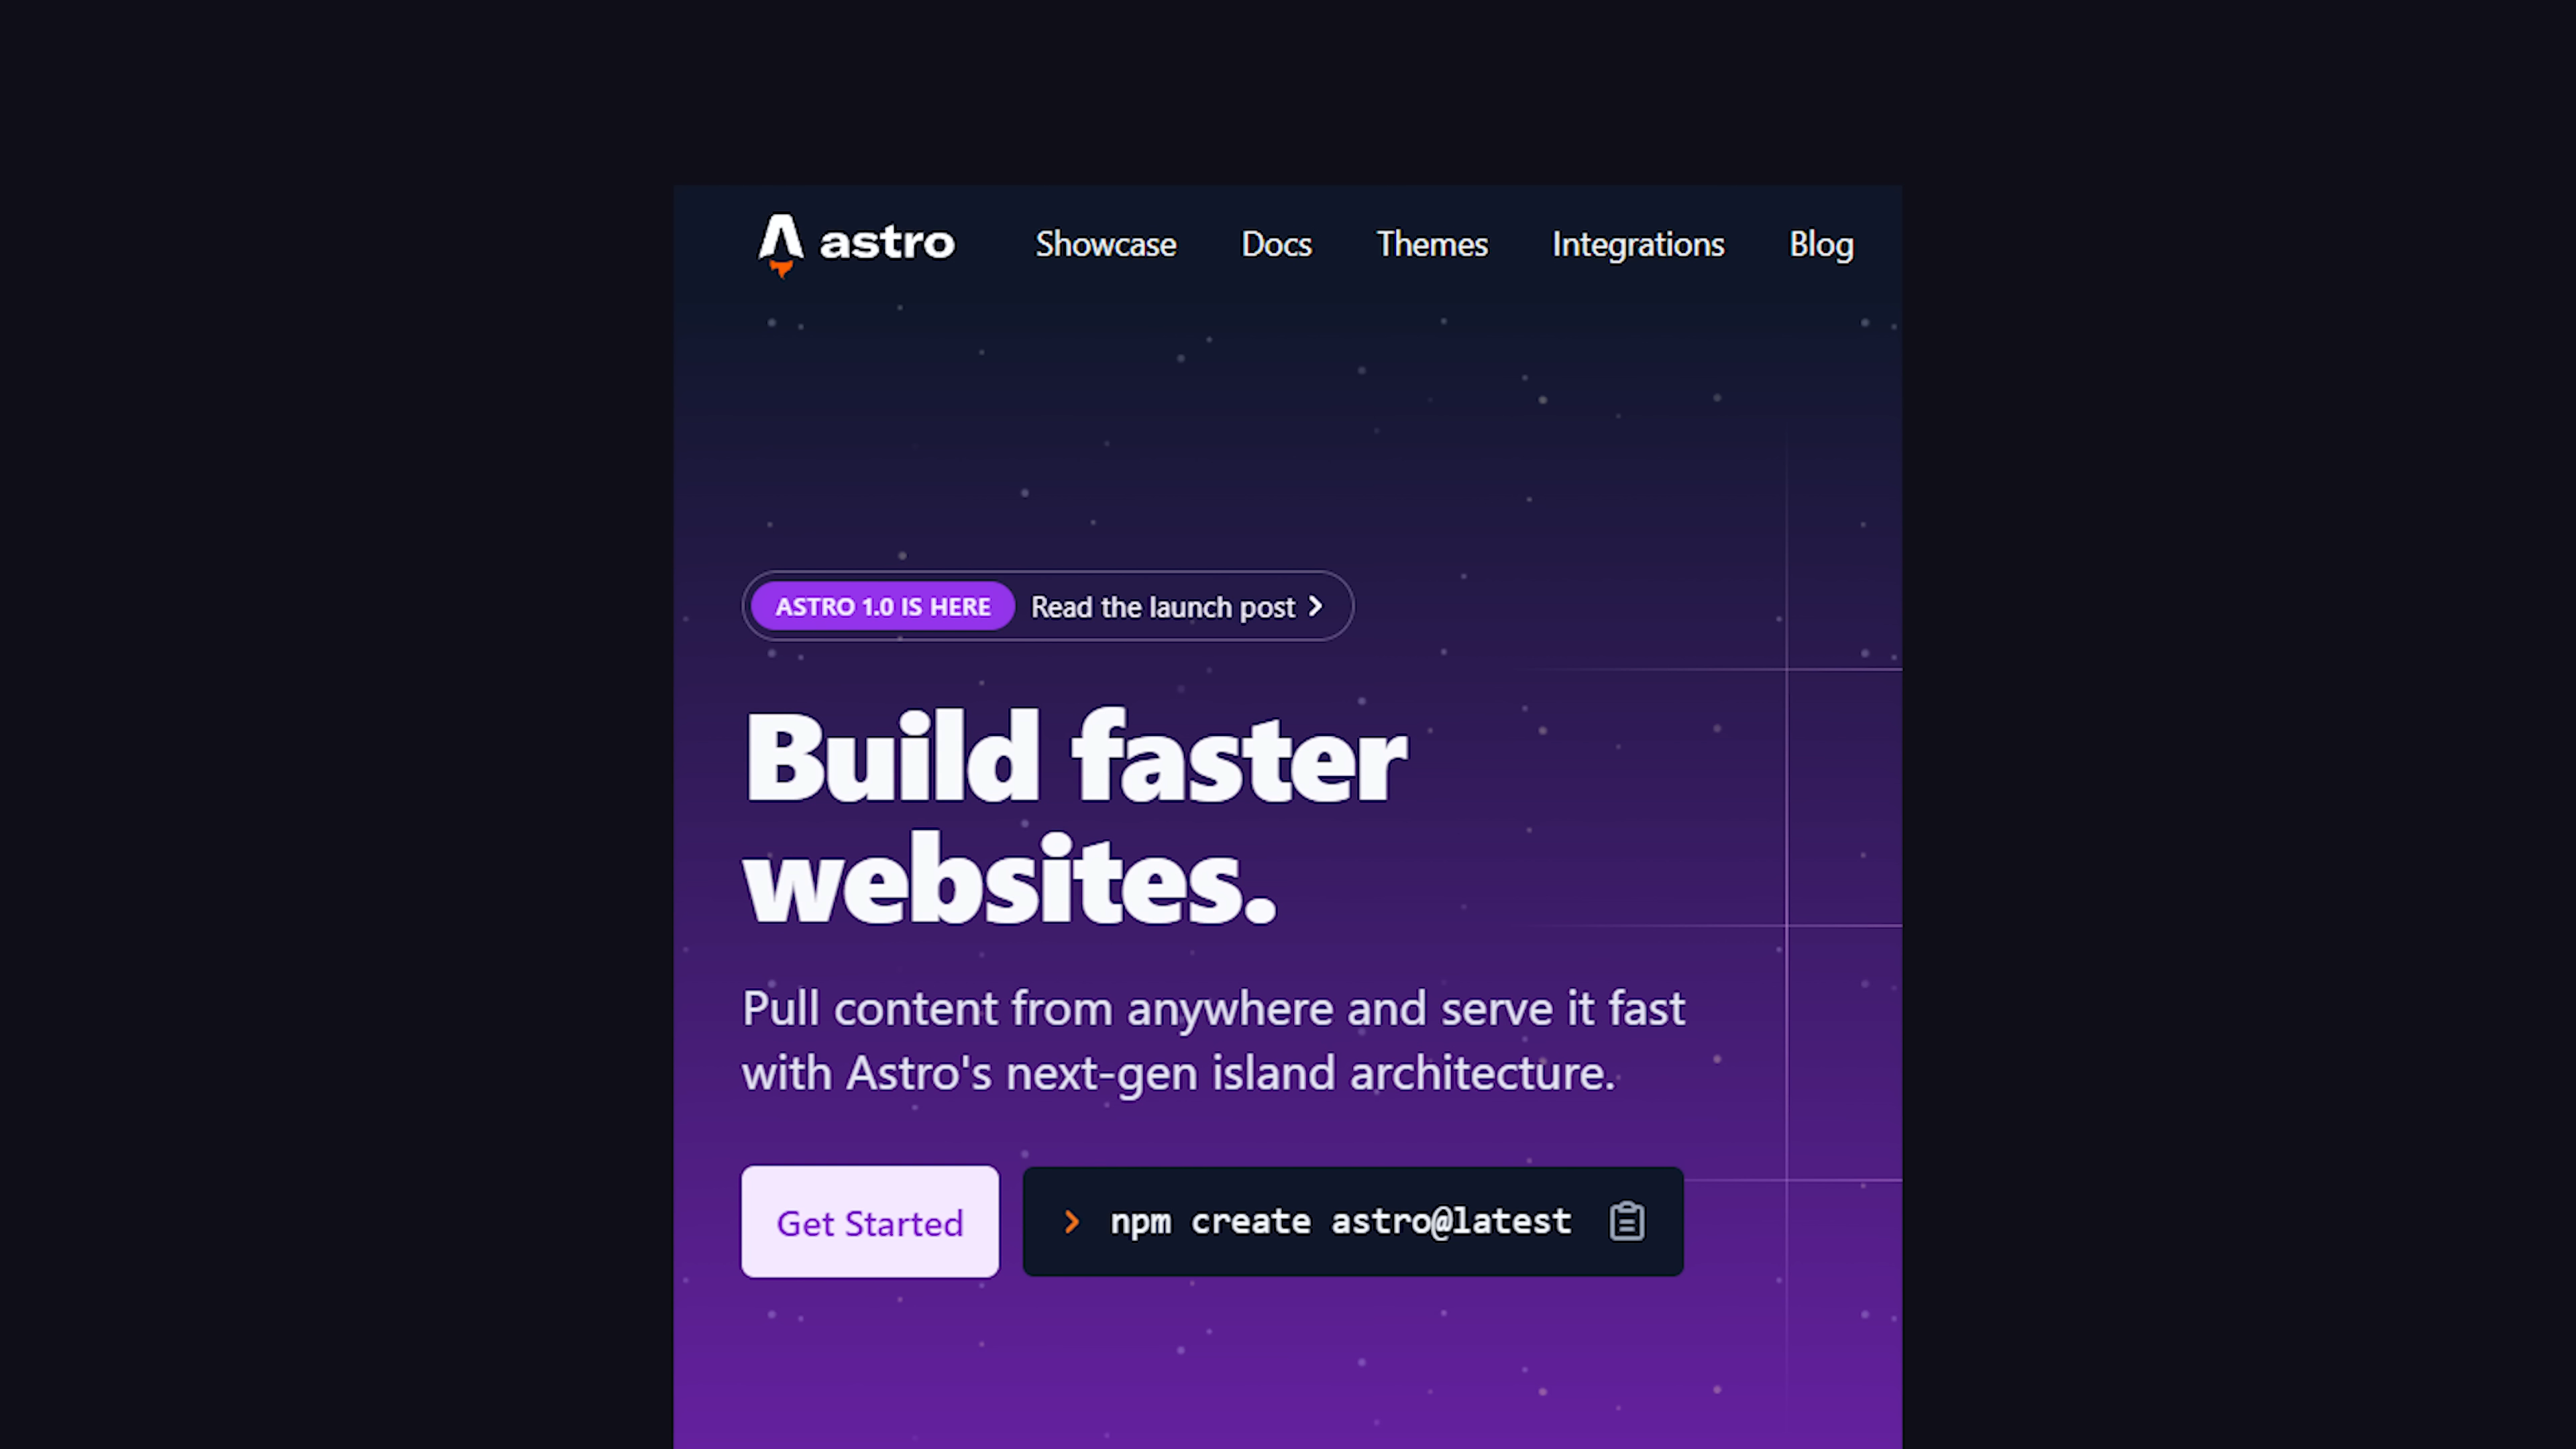 astro Showcase Docs Themes Integrations Blog
ASTRO 1.0 IS HERE Read the launch post
Build faster
websites.
Pull content from anywhere and serve it fast
with Astro's next-gen island architecture.
Get Started > npm create astro@latest